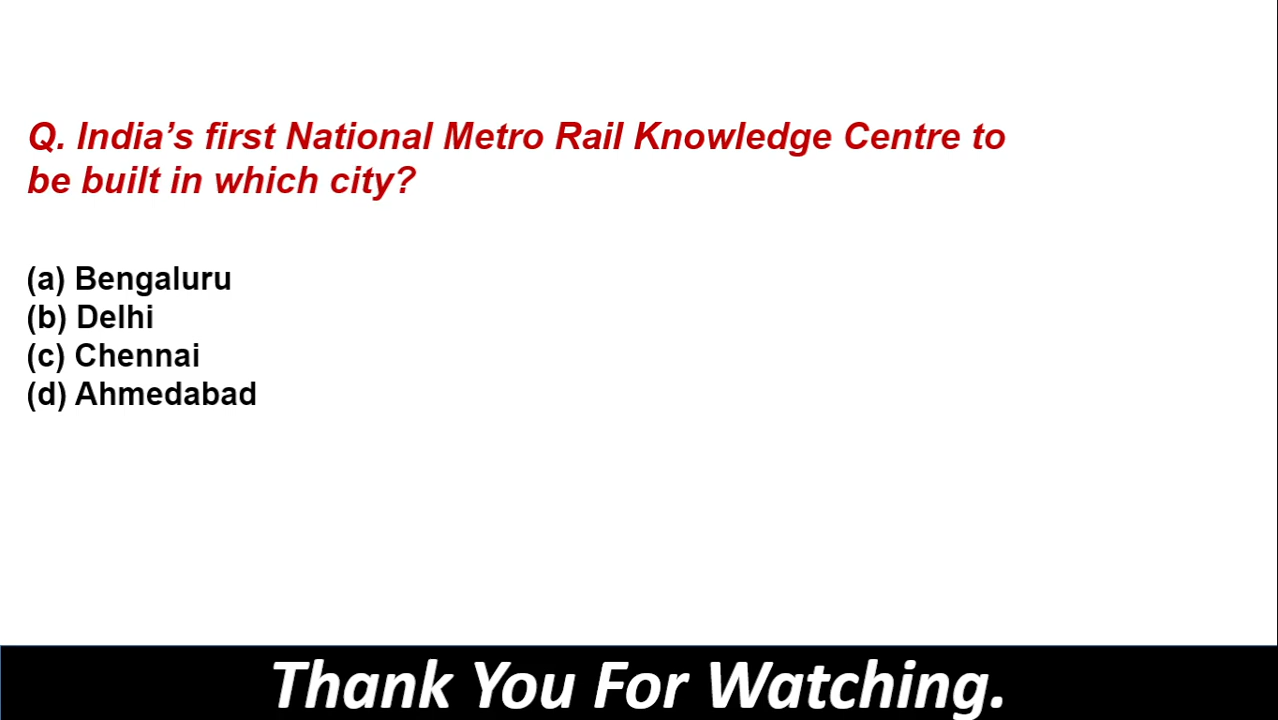 Q. India’s first National Metro Rail Knowledge Centre to
be built in which city?
(a) Bengaluru
(b) Delhi
(c) Chennai
(d) Ahmedabad
Thank You For Watching.